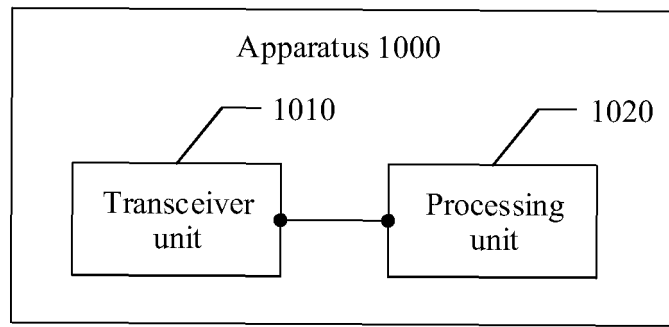 Apparatus 1000
1010
1020
Transceiver
unit
Processing
unit